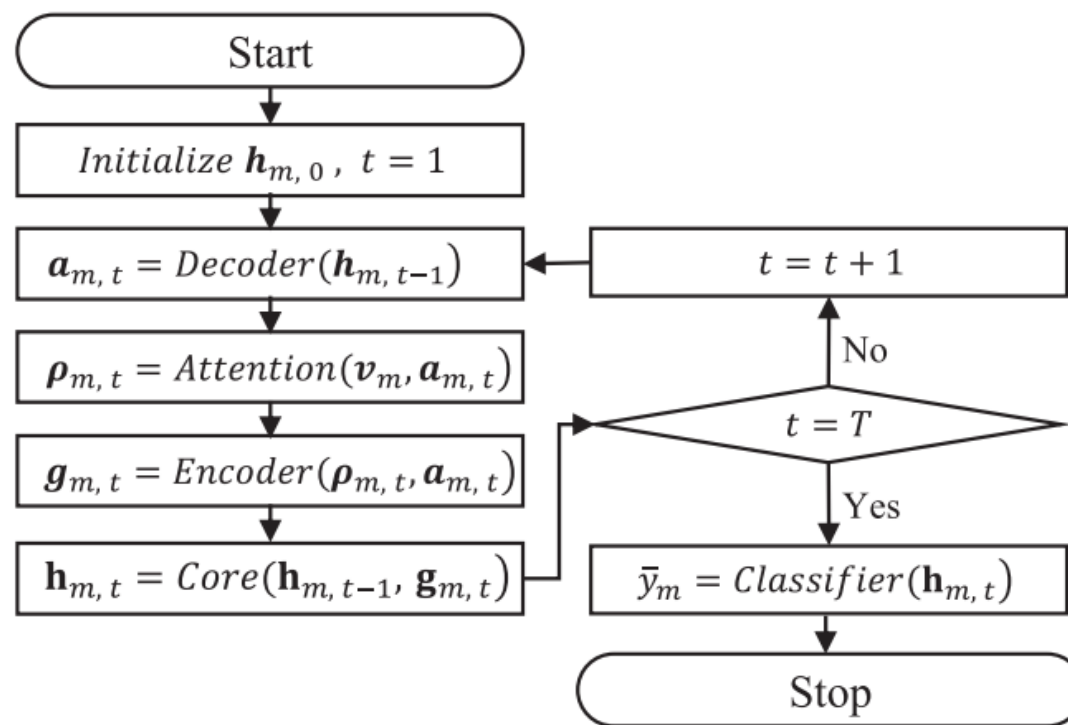 Start
Initialize h_{m, 0} , t = 1
a_{m, t} = Decoder(h_{m, t−1})
ρ_{m, t} = Attention(v_m, a_{m, t})
g_{m, t} = Encoder(ρ_{m, t}, a_{m, t})
h_{m, t} = Core(h_{m, t−1}, g_{m, t})
t = t + 1
No
t = T
Yes
ȳ_m = Classifier(h_{m, t})
Stop